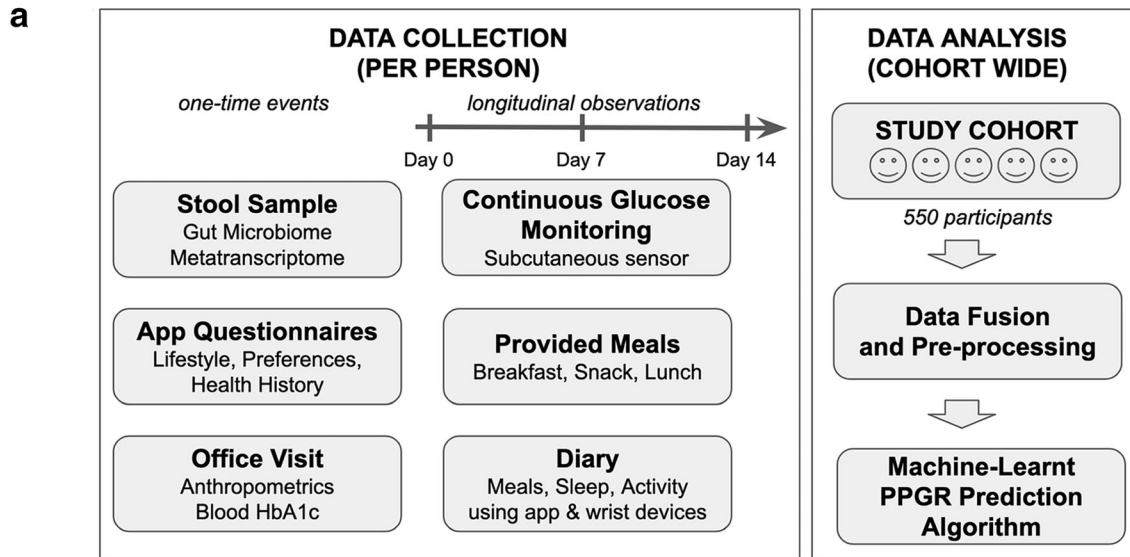 a
DATA COLLECTION
(PER PERSON)
one-time events
longitudinal observations
Day 0
Day 7
Day 14
Stool Sample
Gut Microbiome
Metatranscriptome
Continuous Glucose
Monitoring
Subcutaneous sensor
App Questionnaires
Lifestyle, Preferences,
Health History
Provided Meals
Breakfast, Snack, Lunch
Office Visit
Anthropometrics
Blood HbA1c
Diary
Meals, Sleep, Activity
using app & wrist devices
DATA ANALYSIS
(COHORT WIDE)
STUDY COHORT
550 participants
Data Fusion
and Pre-processing
Machine-Learnt
PPGR Prediction
Algorithm